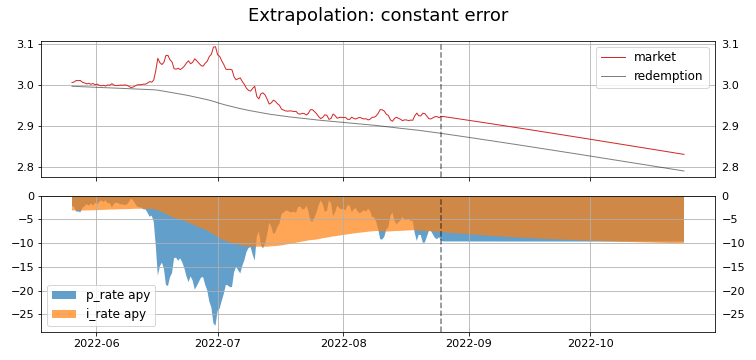 Extrapolation: constant error
3.1 3.1
market
redemption
3.0 3.0
2.9 2.9
2.8 2.8
0 0
−5 −5
−10 −10
−15 −15
−20 −20
p_rate apy
i_rate apy
−25 −25
2022-06 2022-07 2022-08 2022-09 2022-10